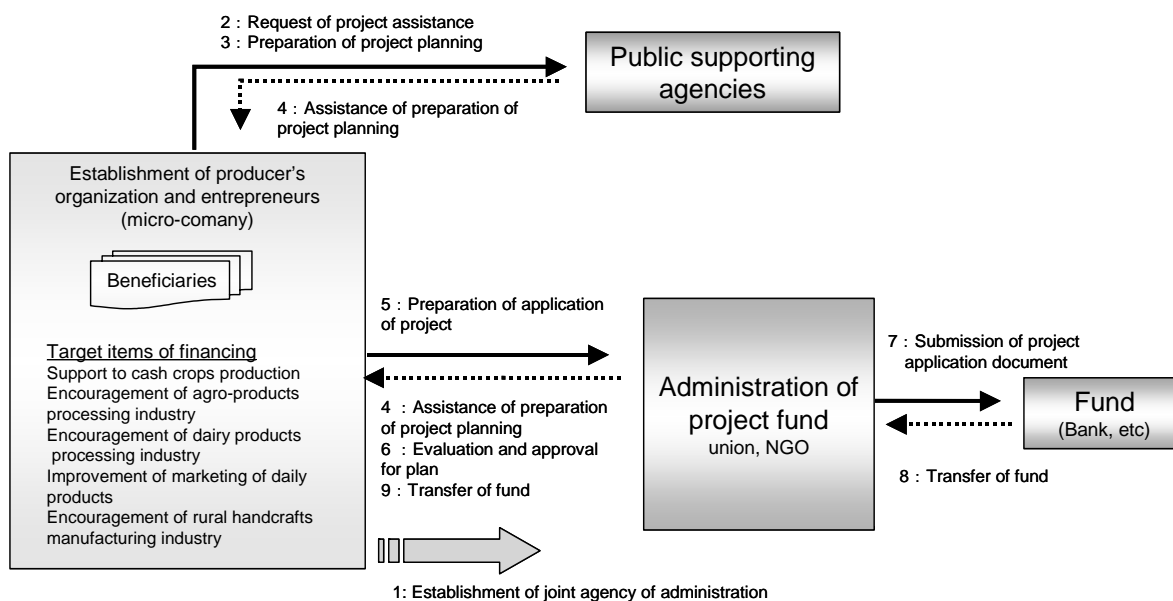 2：Request of project assistance
3：Preparation of project planning
Public supporting
agencies
4：Assistance of preparation of
project planning
Establishment of producer's
organization and entrepreneurs
(micro-comany)
Beneficiaries
Target items of financing
Support to cash crops production
Encouragement of agro-products
processing industry
Encouragement of dairy products
processing industry
Improvement of marketing of daily
products
Encouragement of rural handcrafts
manufacturing industry
5：Preparation of application
of project
4：Assistance of preparation
of project planning
6：Evaluation and approval
for plan
9：Transfer of fund
Administration of
project fund
union, NGO
7：Submission of project
application document
Fund
(Bank, etc)
8：Transfer of fund
1: Establishment of joint agency of administration